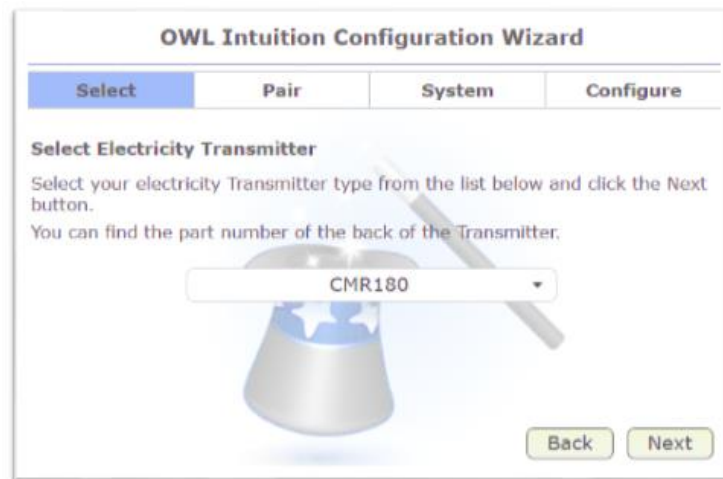 OWL Intuition Configuration Wizard
Select Pair System Configure
Select Electricity Transmitter
Select your electricity Transmitter type from the list below and click the Next
button.
You can find the part number of the back of the Transmitter.
CMR180
Back Next